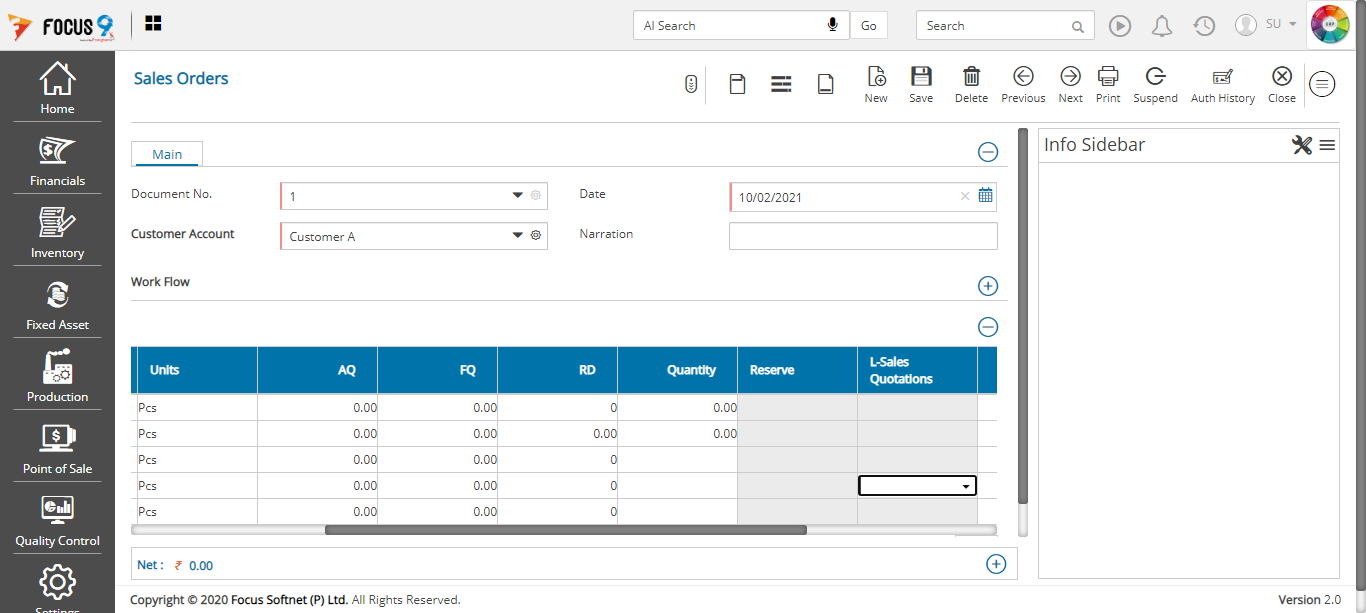 FOCUS 9
AI Search
Go
Search
SU
Home
Financials
Inventory
Fixed Asset
Production
Point of Sale
Quality Control
Settings
Sales Orders
New
Save
Delete
Previous
Next
Print
Suspend
Auth History
Close
Main
Document No.
1
Date
10/02/2021
Customer Account
Customer A
Narration
Work Flow
Info Sidebar
Units AQ FQ RD Quantity Reserve L-Sales
Quotations
Pcs 0.00 0.00 0 0.00
Pcs 0.00 0.00 0.00 0.00
Pcs 0.00 0.00 0
Pcs 0.00 0.00 0
Pcs 0.00 0.00 0
Net : ₹ 0.00
Copyright © 2020 Focus Softnet (P) Ltd. All Rights Reserved.
Version 2.0